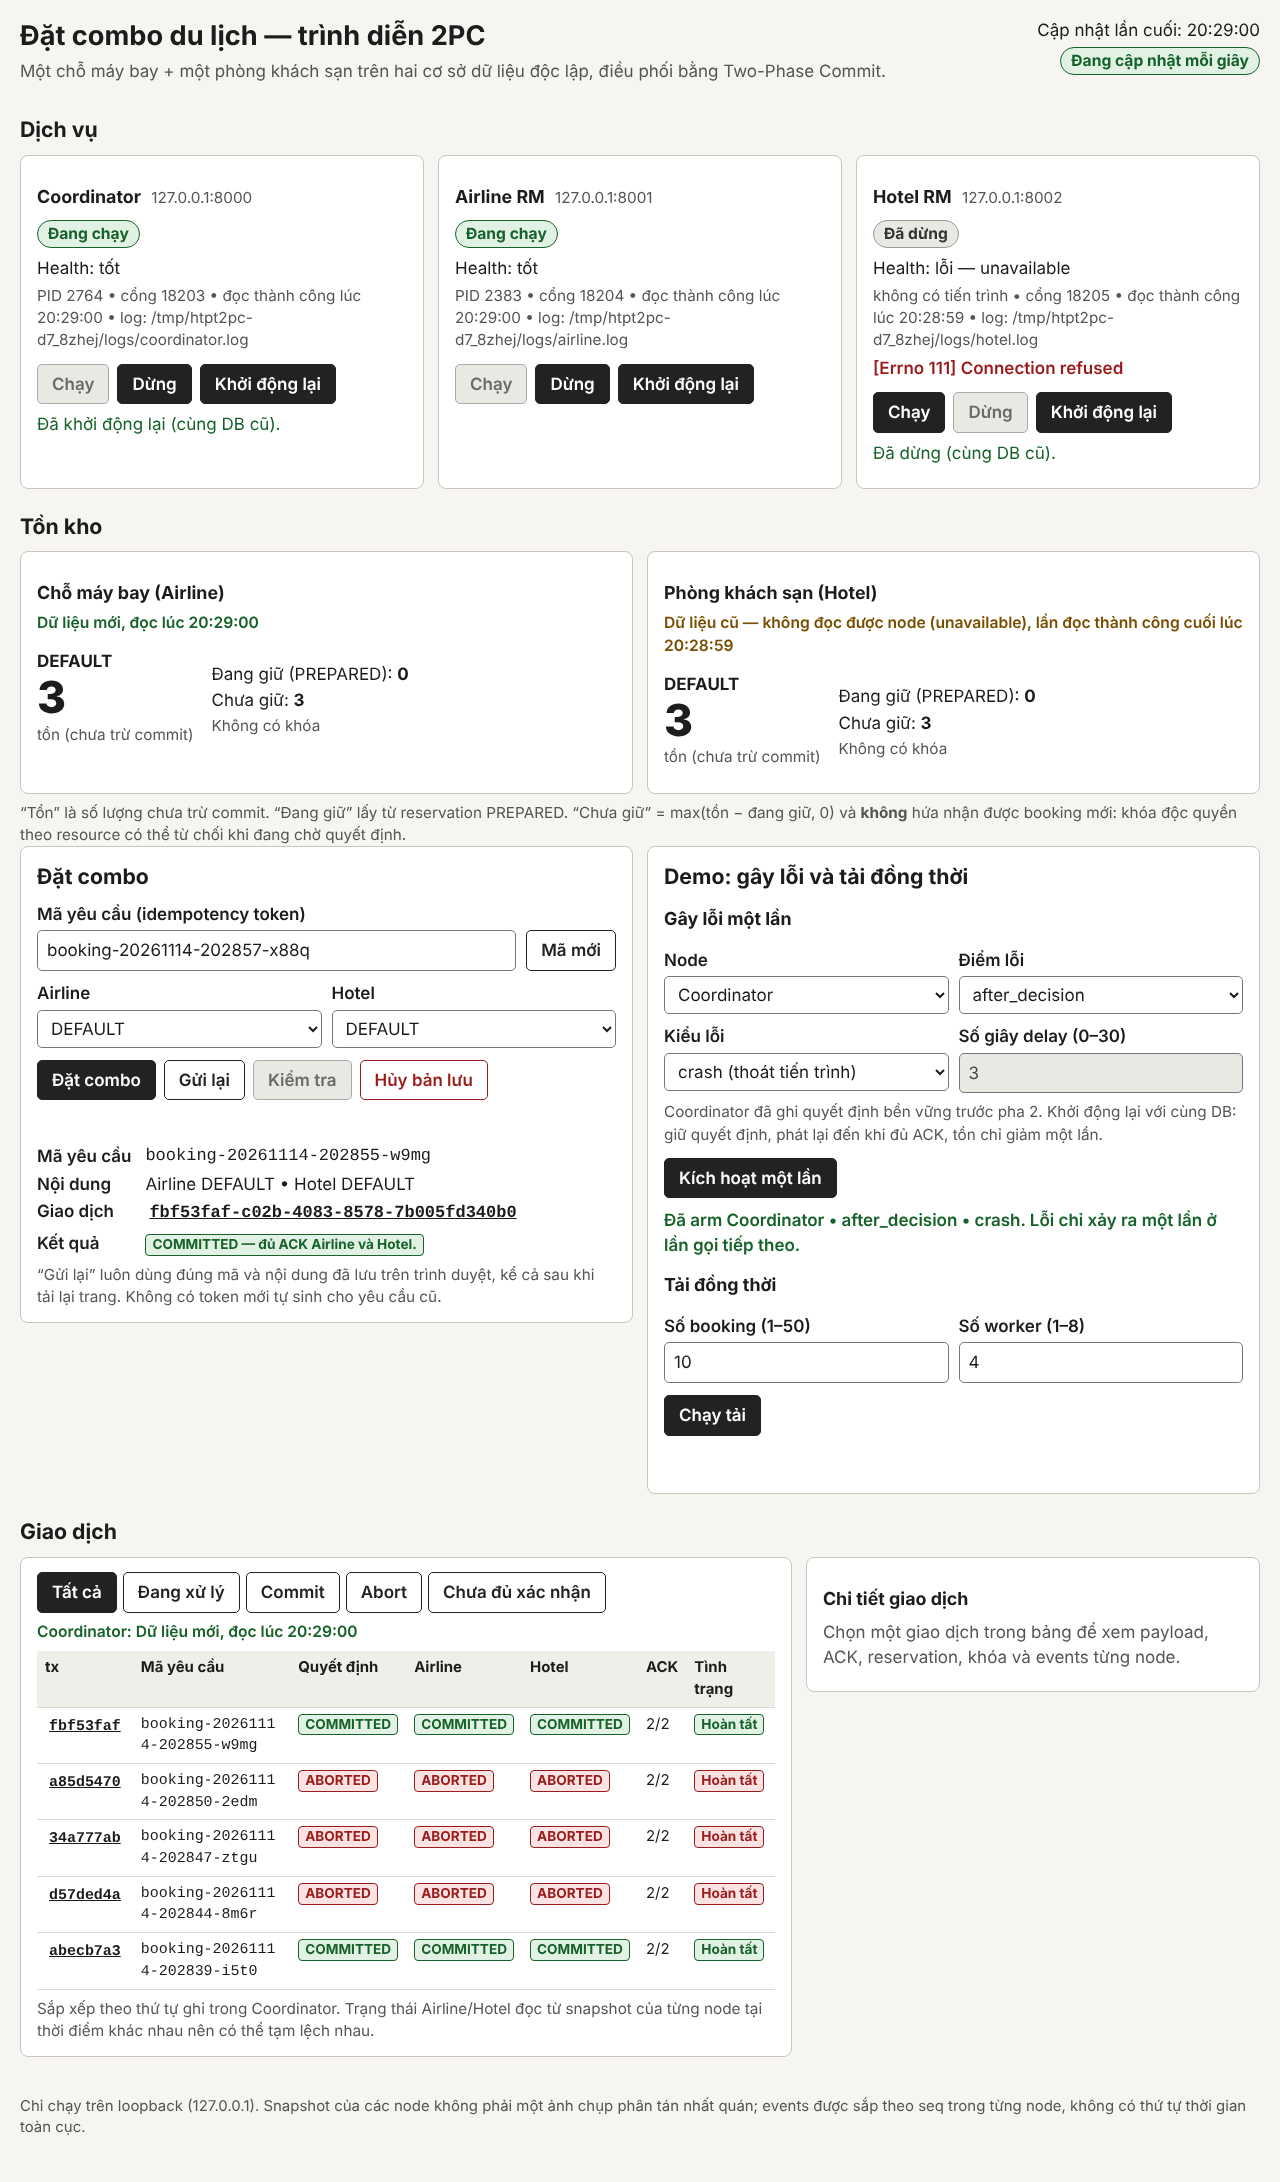 Đặt combo du lịch — trình diễn 2PC
Một chỗ máy bay + một phòng khách sạn trên hai cơ sở dữ liệu độc lập, điều phối bằng Two-Phase Commit.
Cập nhật lần cuối: 20:29:00
Đang cập nhật mỗi giây
Dịch vụ
Coordinator 127.0.0.1:8000
Đang chạy
Health: tốt
PID 2764 • cổng 18203 • đọc thành công lúc
20:29:00 • log: /tmp/htpt2pc-
d7_8zhej/logs/coordinator.log
Chạy Dừng Khởi động lại
Đã khởi động lại (cùng DB cũ).
Airline RM 127.0.0.1:8001
Đang chạy
Health: tốt
PID 2383 • cổng 18204 • đọc thành công lúc
20:29:00 • log: /tmp/htpt2pc-
d7_8zhej/logs/airline.log
Chạy Dừng Khởi động lại
Hotel RM 127.0.0.1:8002
Đã dừng
Health: lỗi — unavailable
không có tiến trình • cổng 18205 • đọc thành công
lúc 20:28:59 • log: /tmp/htpt2pc-
d7_8zhej/logs/hotel.log
[Errno 111] Connection refused
Chạy Dừng Khởi động lại
Đã dừng (cùng DB cũ).
Tồn kho
Chỗ máy bay (Airline)
Dữ liệu mới, đọc lúc 20:29:00
DEFAULT
3
tồn (chưa trừ commit)
Đang giữ (PREPARED): 0
Chưa giữ: 3
Không có khóa
Phòng khách sạn (Hotel)
Dữ liệu cũ — không đọc được node (unavailable), lần đọc thành công cuối lúc
20:28:59
DEFAULT
3
tồn (chưa trừ commit)
Đang giữ (PREPARED): 0
Chưa giữ: 3
Không có khóa
“Tồn” là số lượng chưa trừ commit. “Đang giữ” lấy từ reservation PREPARED. “Chưa giữ” = max(tồn − đang giữ, 0) và không hứa nhận được booking mới: khóa độc quyền
theo resource có thể từ chối khi đang chờ quyết định.
Đặt combo
Mã yêu cầu (idempotency token)
booking-20261114-202857-x88q Mã mới
Airline Hotel
DEFAULT DEFAULT
Đặt combo Gửi lại Kiểm tra Hủy bản lưu
Mã yêu cầu booking-20261114-202855-w9mg
Nội dung Airline DEFAULT • Hotel DEFAULT
Giao dịch fbf53faf-c02b-4083-8578-7b005fd340b0
Kết quả COMMITTED — đủ ACK Airline và Hotel.
“Gửi lại” luôn dùng đúng mã và nội dung đã lưu trên trình duyệt, kể cả sau khi
tải lại trang. Không có token mới tự sinh cho yêu cầu cũ.
Demo: gây lỗi và tải đồng thời
Gây lỗi một lần
Node Điểm lỗi
Coordinator after_decision
Kiểu lỗi Số giây delay (0–30)
crash (thoát tiến trình) 3
Coordinator đã ghi quyết định bền vững trước pha 2. Khởi động lại với cùng DB:
giữ quyết định, phát lại đến khi đủ ACK, tồn chỉ giảm một lần.
Kích hoạt một lần
Đã arm Coordinator • after_decision • crash. Lỗi chỉ xảy ra một lần ở
lần gọi tiếp theo.
Tải đồng thời
Số booking (1–50) Số worker (1–8)
10 4
Chạy tải
Giao dịch
Tất cả Đang xử lý Commit Abort Chưa đủ xác nhận
Coordinator: Dữ liệu mới, đọc lúc 20:29:00
tx Mã yêu cầu Quyết định Airline Hotel ACK Tình
trạng
fbf53faf booking-2026111 COMMITTED COMMITTED COMMITTED 2/2 Hoàn tất
4-202855-w9mg
a85d5470 booking-2026111 ABORTED ABORTED ABORTED 2/2 Hoàn tất
4-202850-2edm
34a777ab booking-2026111 ABORTED ABORTED ABORTED 2/2 Hoàn tất
4-202847-ztgu
d57ded4a booking-2026111 ABORTED ABORTED ABORTED 2/2 Hoàn tất
4-202844-8m6r
abecb7a3 booking-2026111 COMMITTED COMMITTED COMMITTED 2/2 Hoàn tất
4-202839-i5t0
Sắp xếp theo thứ tự ghi trong Coordinator. Trạng thái Airline/Hotel đọc từ snapshot của từng node tại
thời điểm khác nhau nên có thể tạm lệch nhau.
Chi tiết giao dịch
Chọn một giao dịch trong bảng để xem payload,
ACK, reservation, khóa và events từng node.
Chỉ chạy trên loopback (127.0.0.1). Snapshot của các node không phải một ảnh chụp phân tán nhất quán; events được sắp theo seq trong từng node, không có thứ tự thời gian
toàn cục.